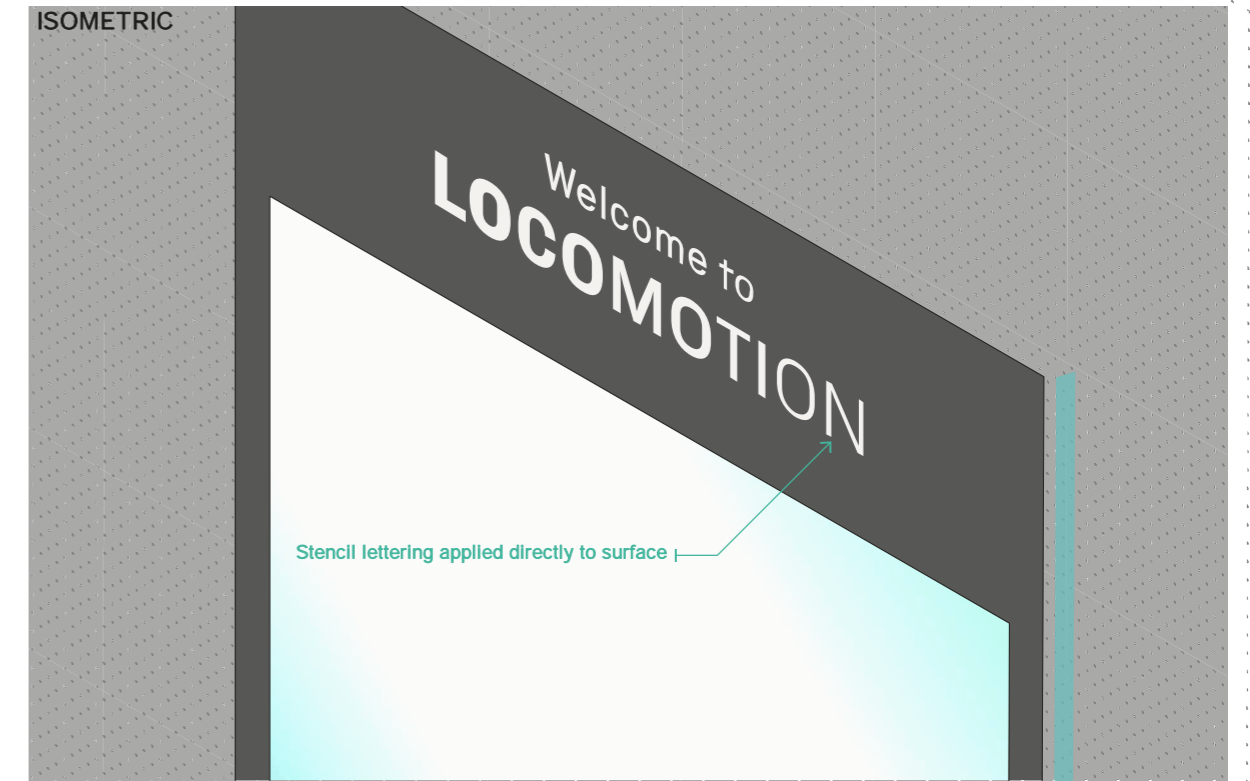 ISOMETRIC
Welcome to
LOCOMOTION
Stencil lettering applied directly to surface